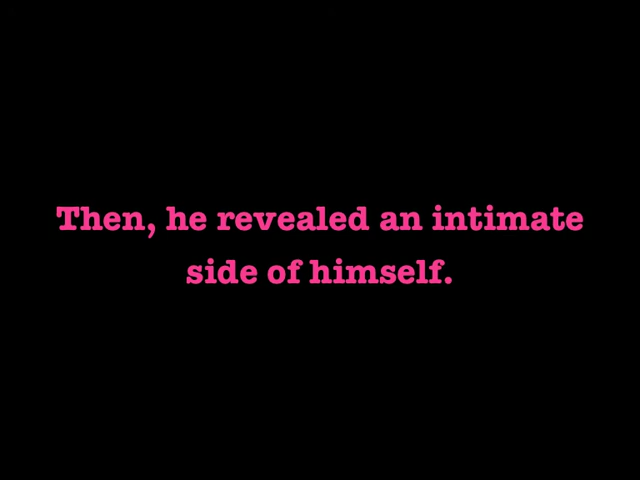 Then, he revealed an intimate
side of himself.